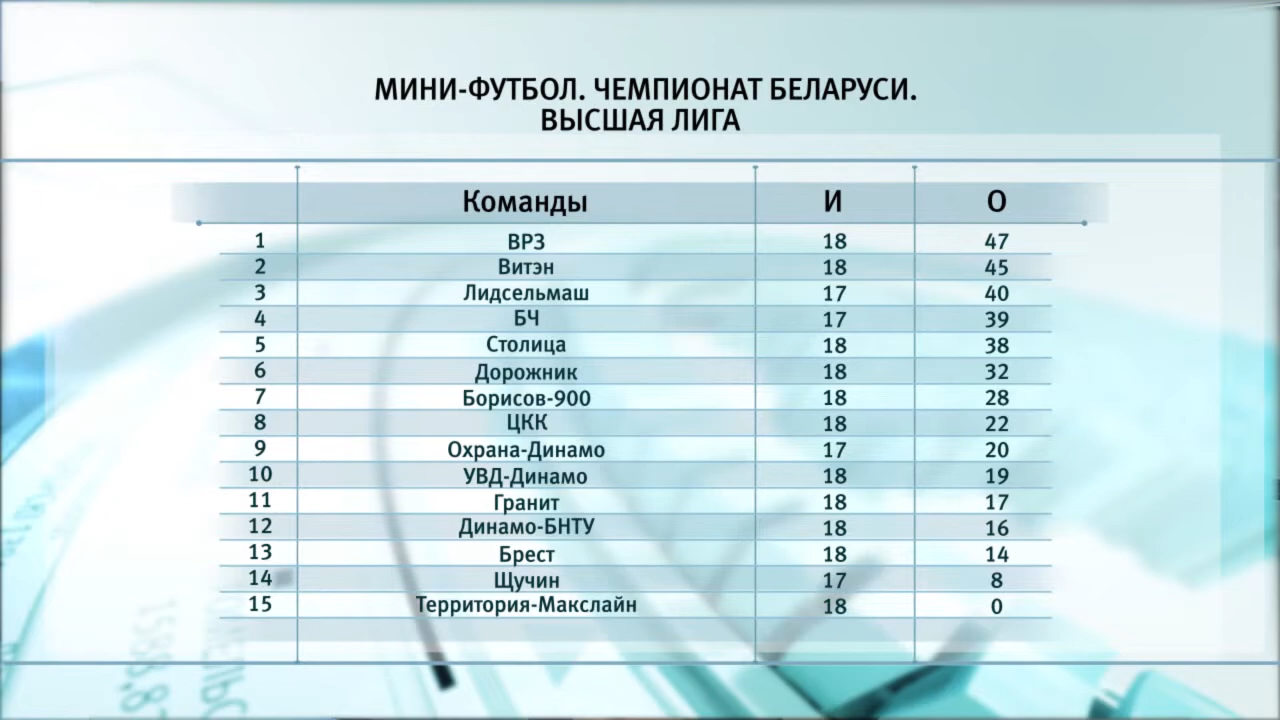 МИНИ-ФУТБОЛ. ЧЕМПИОНАТ БЕЛАРУСИ.
ВЫСШАЯ ЛИГА
Команды И О
1 ВРЗ 18 47
2 Витэн 18 45
3 Лидсельмаш 17 40
4 БЧ 17 39
5 Столица 18 38
6 Дорожник 18 32
7 Борисов-900 18 28
8 ЦКК 18 22
9 Охрана-Динамо 17 20
10 УВД-Динамо 18 19
11 Гранит 18 17
12 Динамо-БНТУ 18 16
13 Брест 18 14
14 Щучин 17 8
15 Территория-Макслайн 18 0